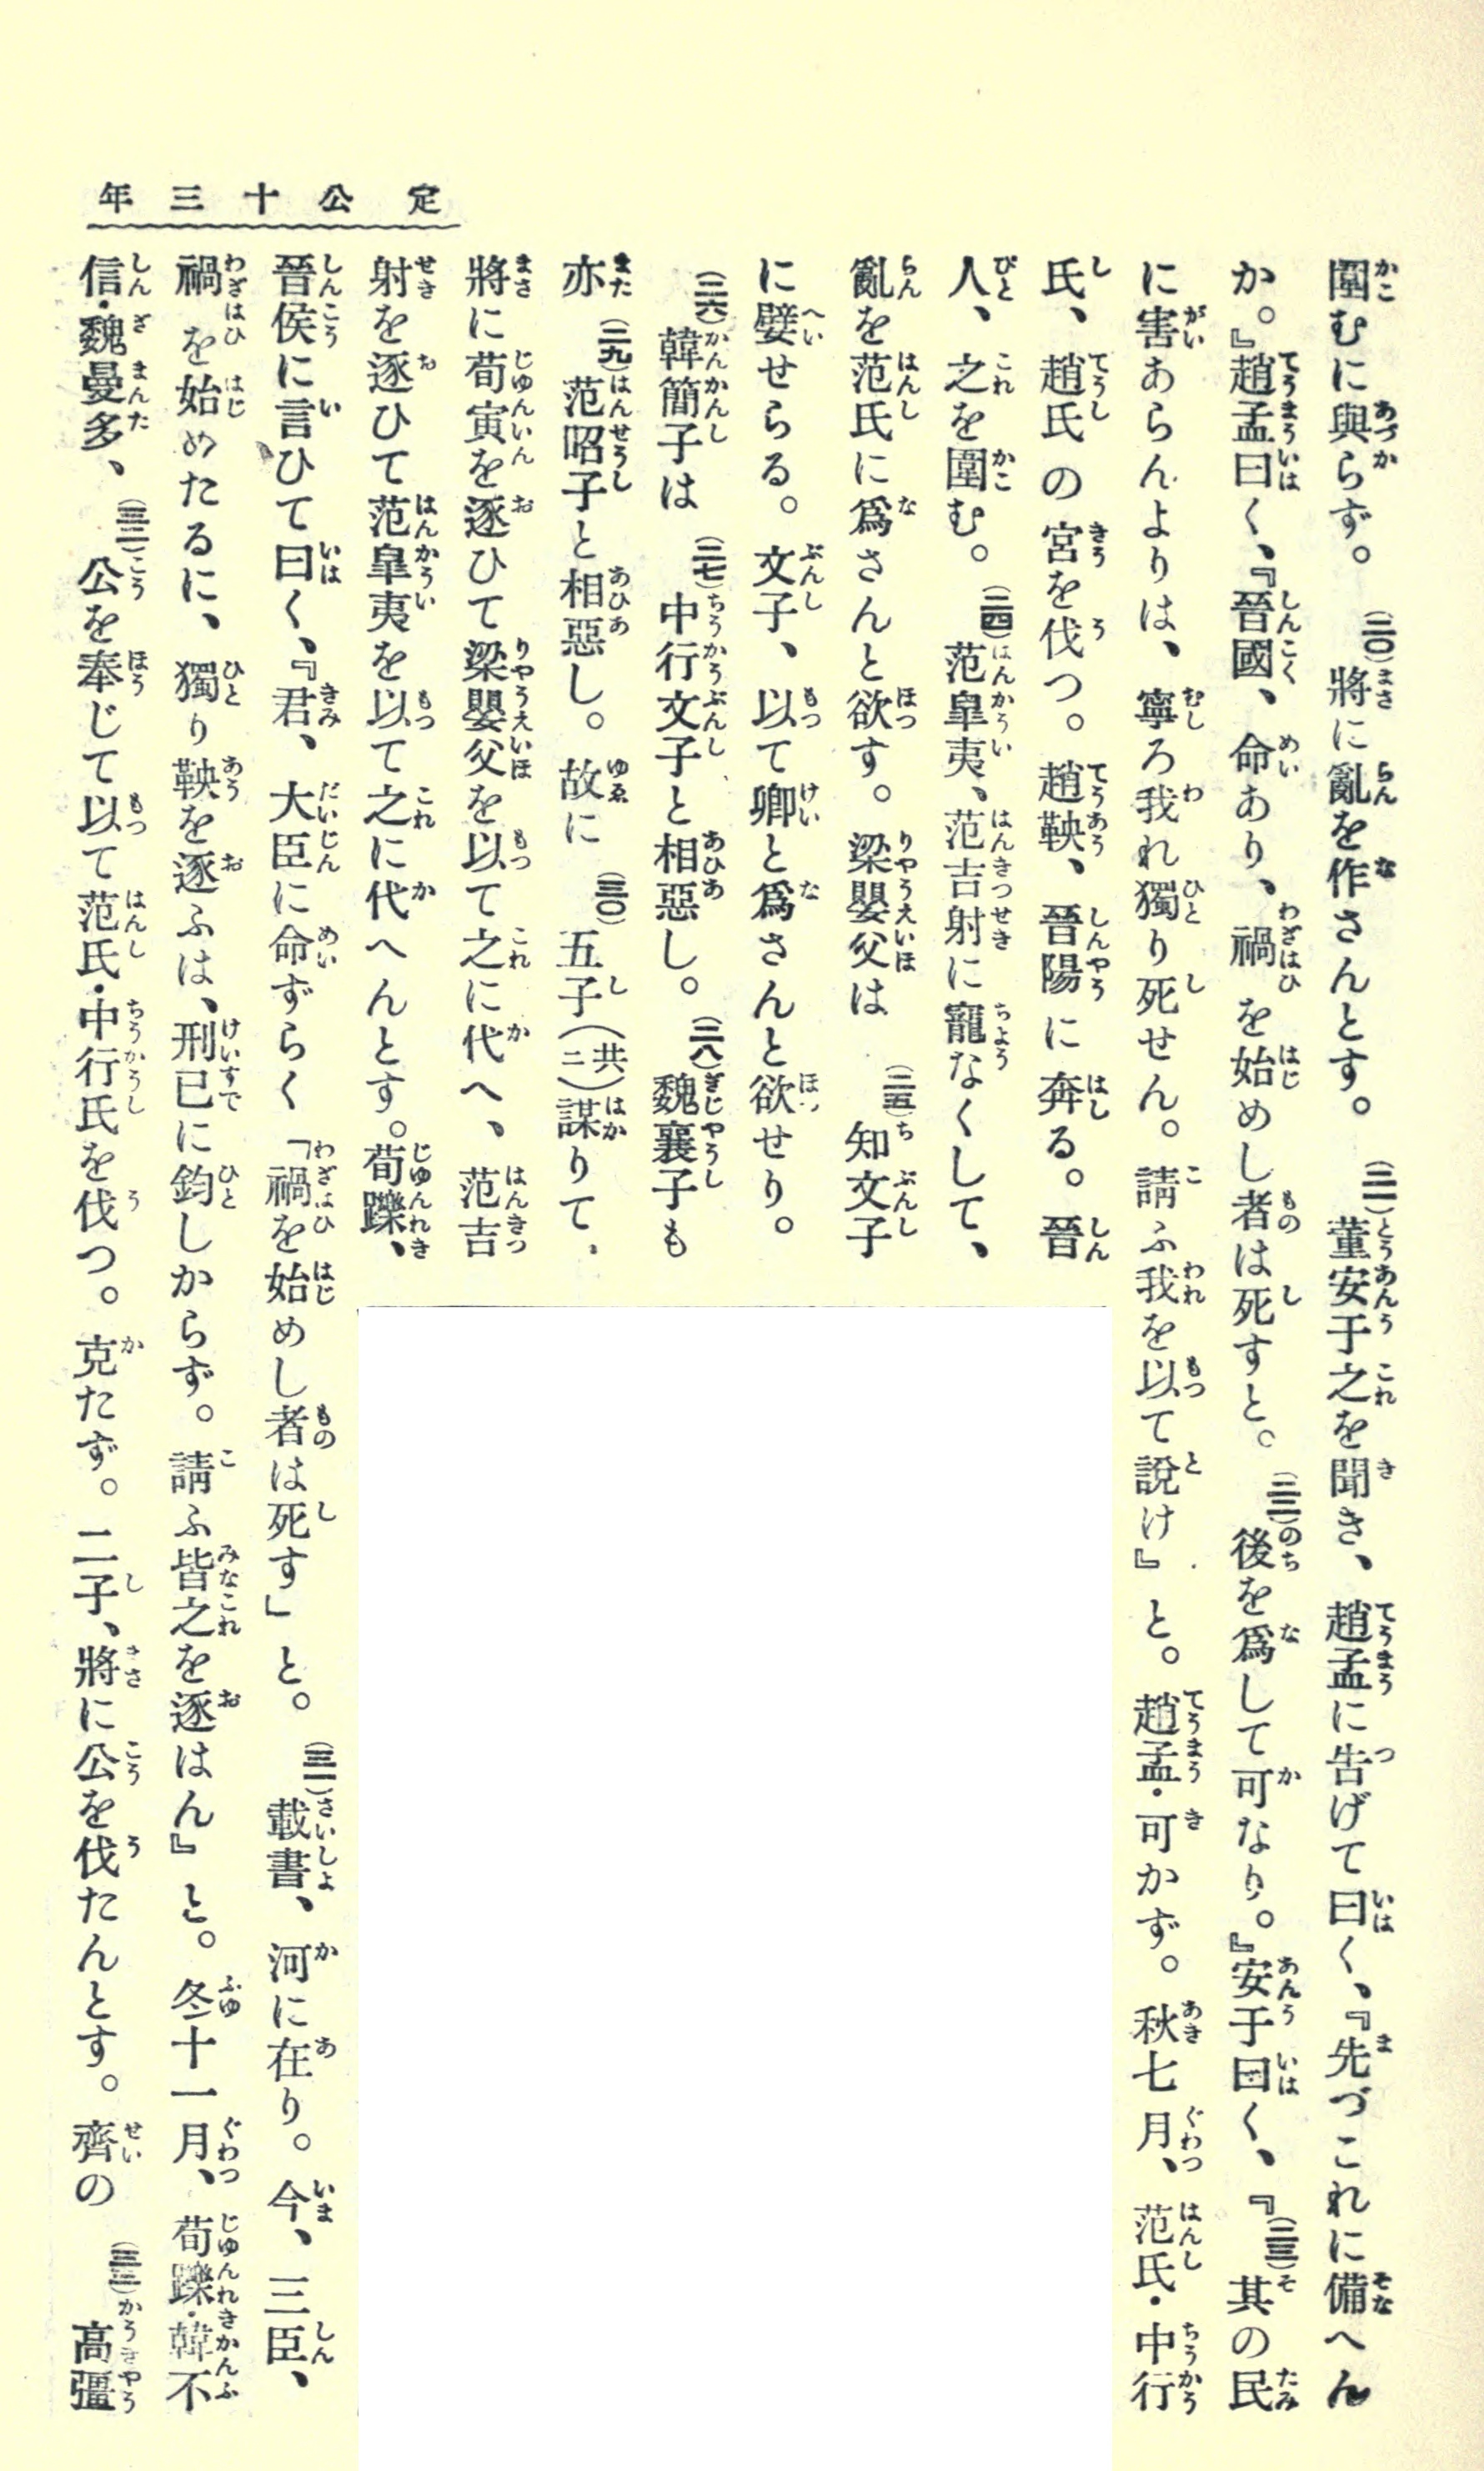 定公十三年
圍むに與らず。(二〇)將に亂を作さんとす。(二一)董安于之を聞き、趙孟に告げて曰く、『先づこれに備へん
か。』趙孟曰く、『晉國、命あり、禍を始めし者は死すと。(二二)後を爲して可なり。』安于曰く、『(二三)其の民
に害あらんよりは、寧ろ我れ獨り死せん。請ふ我を以て說け』と。趙孟・可かず。秋七月、范氏・中行
氏、趙氏の宮を伐つ。趙鞅、晉陽に奔る。晉
人、之を圍む。(二四)范皐夷、范吉射に寵なくして、
亂を范氏に爲さんと欲す。梁嬰父は(二五)知文子
に嬖せらる。文子、以て卿と爲さんと欲せり。
(二六)韓簡子は(二七)中行文子と相惡し。(二八)魏襄子も
亦(二九)范昭子と相惡し。故に(三〇)五子(共二)謀りて、
將に荀寅を逐ひて梁嬰父を以て之に代へ、范吉
射を逐ひて范皐夷を以て之に代へんとす。荀躒、
晉侯に言ひて曰く、『君、大臣に命ずらく「禍を始めし者は死す」と。(三一)載書、河に在り。今、三臣、
禍を始めたるに、獨り鞅を逐ふは、刑已に鈞しからず。請ふ皆之を逐はん』と。冬十一月、荀躒・韓不
信・魏曼多、(三二)公を奉じて以て范氏・中行氏を伐つ。克たず。二子、將に公を伐たんとす。齊の(三三)高彊